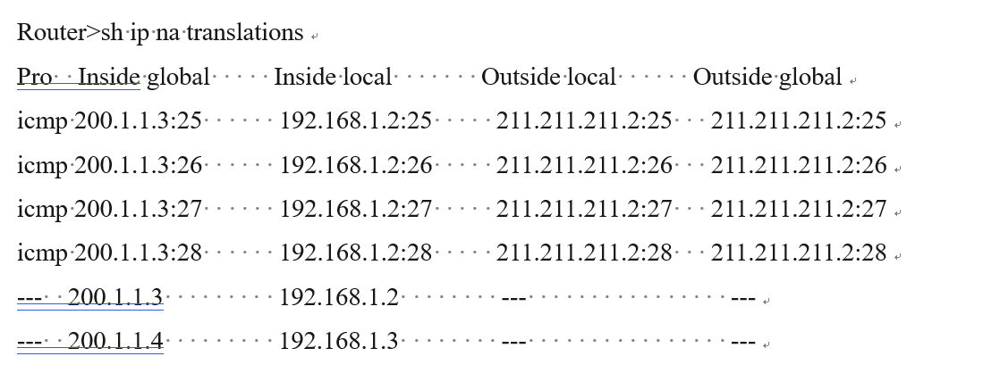 Router>sh ip na translations
Pro  Inside global     Inside local       Outside local      Outside global
icmp 200.1.1.3:25      192.168.1.2:25     211.211.211.2:25   211.211.211.2:25
icmp 200.1.1.3:26      192.168.1.2:26     211.211.211.2:26   211.211.211.2:26
icmp 200.1.1.3:27      192.168.1.2:27     211.211.211.2:27   211.211.211.2:27
icmp 200.1.1.3:28      192.168.1.2:28     211.211.211.2:28   211.211.211.2:28
---  200.1.1.3         192.168.1.2        ---                ---
---  200.1.1.4         192.168.1.3        ---                ---